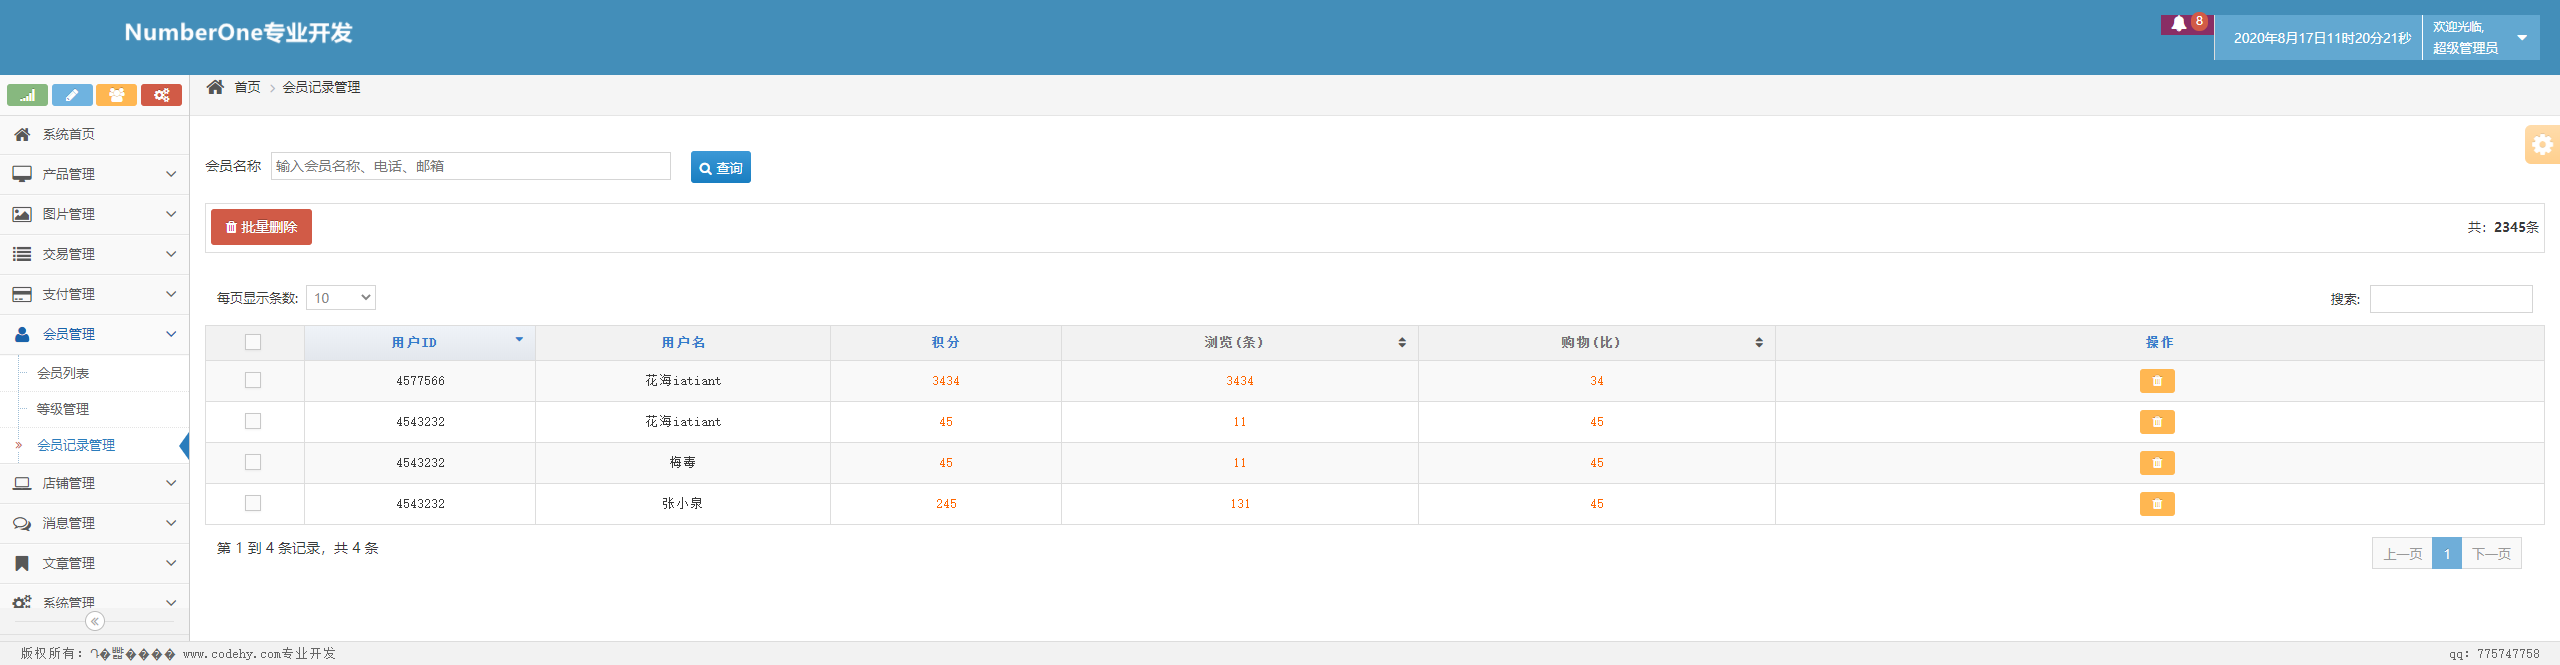 NumberOne专业开发
8
2020年8月17日11时20分21秒
欢迎光临,
超级管理员
首页 会员记录管理
系统首页
产品管理
图片管理
交易管理
支付管理
会员管理
会员列表
等级管理
会员记录管理
店铺管理
消息管理
文章管理
系统管理
会员名称 输入会员名称、电话、邮箱 查询
批量删除 共：2345条
每页显示条数: 10 搜索:
用户ID 用户名 积分 浏览(条) 购物(比) 操作
4577566 花海iatiant 3434 3434 34
4543232 花海iatiant 45 11 45
4543232 梅毒 45 11 45
4543232 张小泉 245 131 45
第 1 到 4 条记录，共 4 条
上一页 1 下一页
版权所有： www.codehy.com专业开发
qq: 775747758